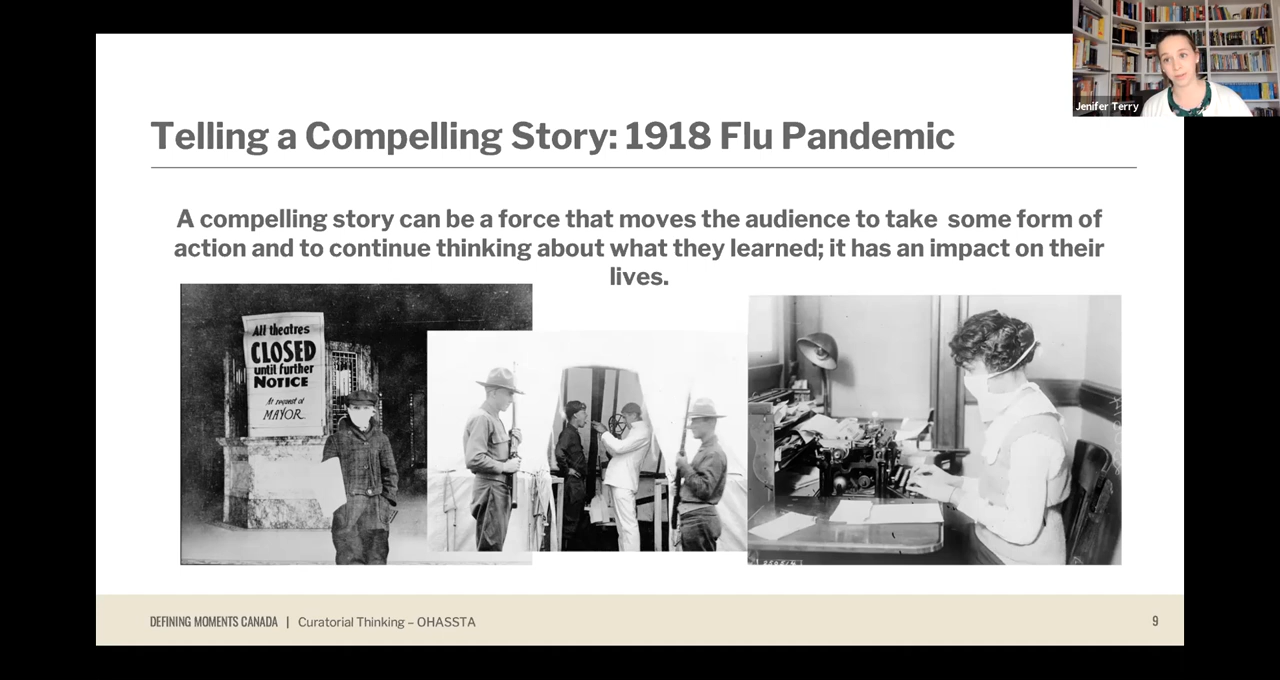 Jenifer Terry
Telling a Compelling Story: 1918 Flu Pandemic
A compelling story can be a force that moves the audience to take some form of
action and to continue thinking about what they learned; it has an impact on their
lives.
All theatres
CLOSED
until further
NOTICE
At request of
MAYOR
DEFINING MOMENTS CANADA | Curatorial Thinking – OHASSTA
9